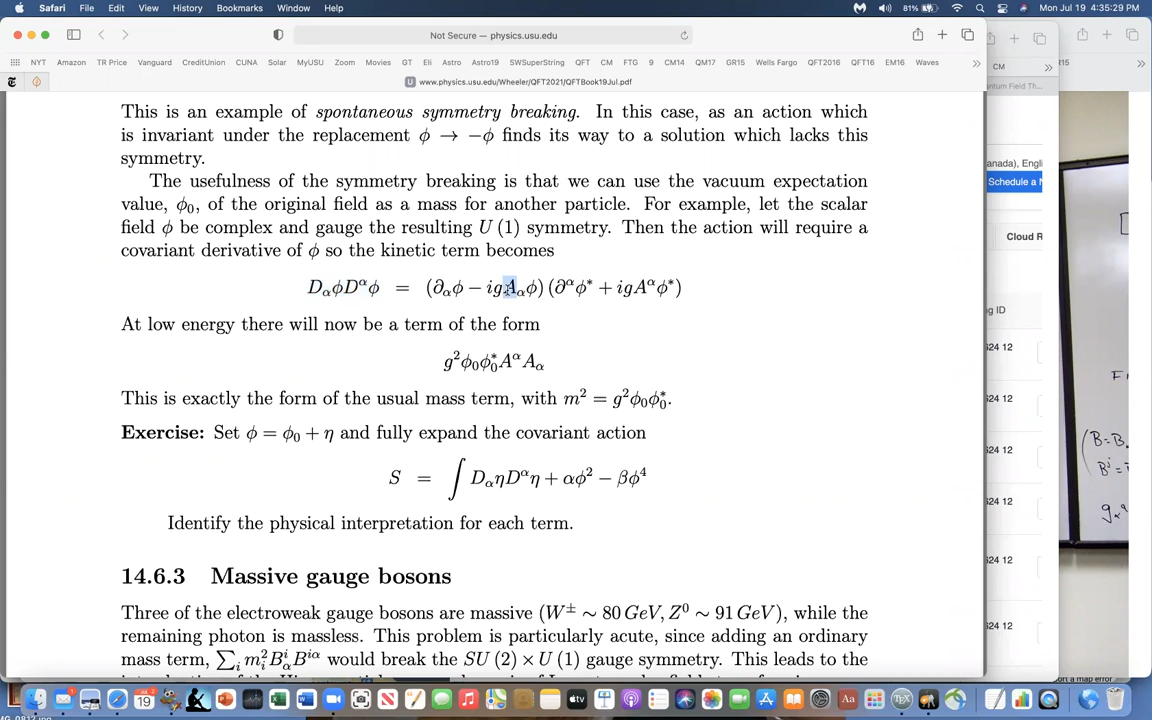 Safari File Edit View History Bookmarks Window Help 81% Mon Jul 19 4:35:29 PM
Not Secure — physics.usu.edu
NYT Amazon TR Price Vanguard CreditUnion CUNA Solar MyUSU Zoom Movies GT Eli Astro Astro19 SWSuperString QFT CM FTG 9 CM14 QM17 GR15 Wells Fargo QFT2016 QFT16 EM16 Waves » CM »
www.physics.usu.edu/Wheeler/QFT2021/QFTBook19Jul.pdf
This is an example of spontaneous symmetry breaking. In this case, as an action which
is invariant under the replacement ϕ → −ϕ finds its way to a solution which lacks this
symmetry.
The usefulness of the symmetry breaking is that we can use the vacuum expectation
value, ϕ₀, of the original field as a mass for another particle. For example, let the scalar
field ϕ be complex and gauge the resulting U (1) symmetry. Then the action will require a
covariant derivative of ϕ so the kinetic term becomes
D_αϕD^αϕ = (∂_αϕ − igA_αϕ) (∂^αϕ* + igA^αϕ*)
At low energy there will now be a term of the form
g²ϕ₀ϕ₀*A^αA_α
This is exactly the form of the usual mass term, with m² = g²ϕ₀ϕ₀*.
Exercise: Set ϕ = ϕ₀ + η and fully expand the covariant action
S = ∫ D_αηD^αη + αϕ² − βϕ⁴
Identify the physical interpretation for each term.
14.6.3 Massive gauge bosons
Three of the electroweak gauge bosons are massive (W^± ∼ 80 GeV, Z⁰ ∼ 91 GeV), while the
remaining photon is massless. This problem is particularly acute, since adding an ordinary
mass term, ∑_i m_i²B_α^iB^{iα} would break the SU (2) × U (1) gauge symmetry. This leads to the
Schedule a
Cloud R
ng ID